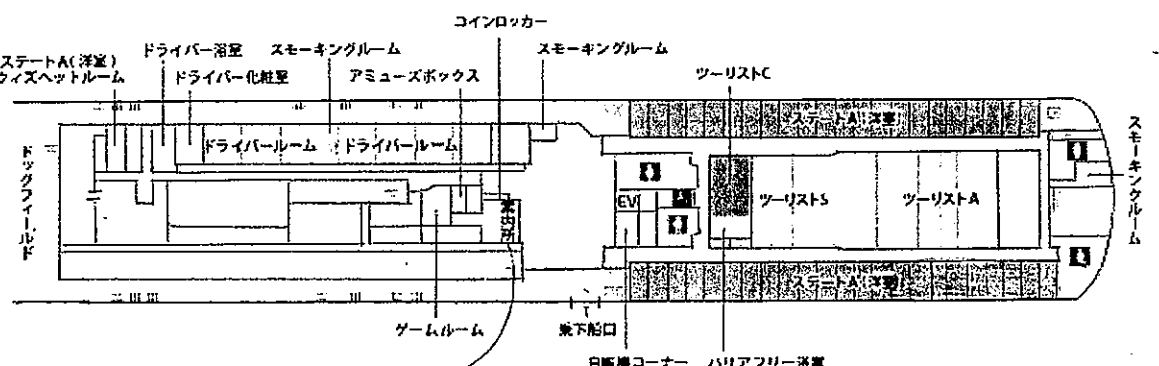 コインロッカー
ステートA(洋室)
ウィズペットルーム
ドライバー浴室
ドライバー化粧室
スモーキングルーム
アミューズボックス
スモーキングルーム
ツーリストC
ステートA(洋室)
スモーキングルーム
ドッグフィールド
ドライバールーム
ドライバールーム
EV
ツーリストS
ツーリストA
ステートA(洋室)
ゲームルーム
乗下船口
自販機コーナー
バリアフリー洋室